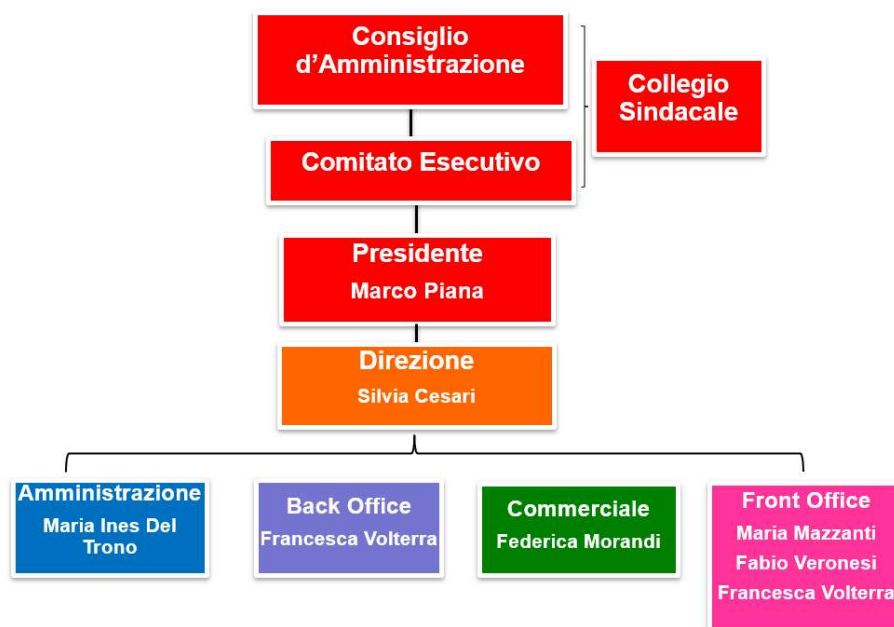 Consiglio
d'Amministrazione
Collegio
Sindacale
Comitato Esecutivo
Presidente
Marco Piana
Direzione
Silvia Cesari
Amministrazione
Maria Ines Del
Trono
Back Office
Francesca Volterra
Commerciale
Federica Morandi
Front Office
Maria Mazzanti
Fabio Veronesi
Francesca Volterra